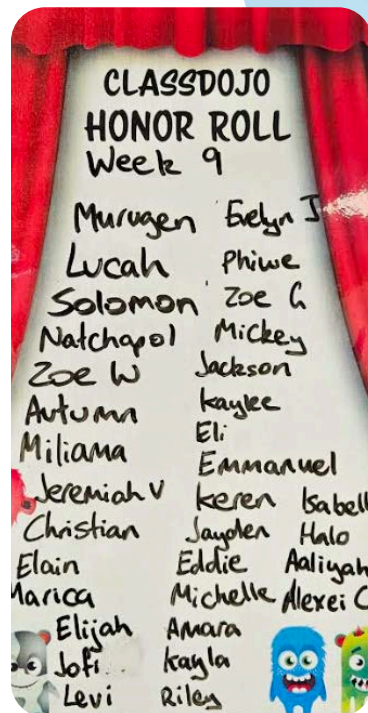 CLASSDOJO
HONOR ROLL
Week 9
Murugen Evelyn J
Lucah Phiwe
Solomon Zoe G
Natchapol Mickey
Zoe W Jackson
Autumn Kaylee
Eli
Miliama Emmanuel
Jeremiah V Keren Isabell
Christian Jayden Halo
Elain Eddie Aaliyah
Marica Michelle Alexei C
Elijah Amara
Jofi Kayla
Levi Riley